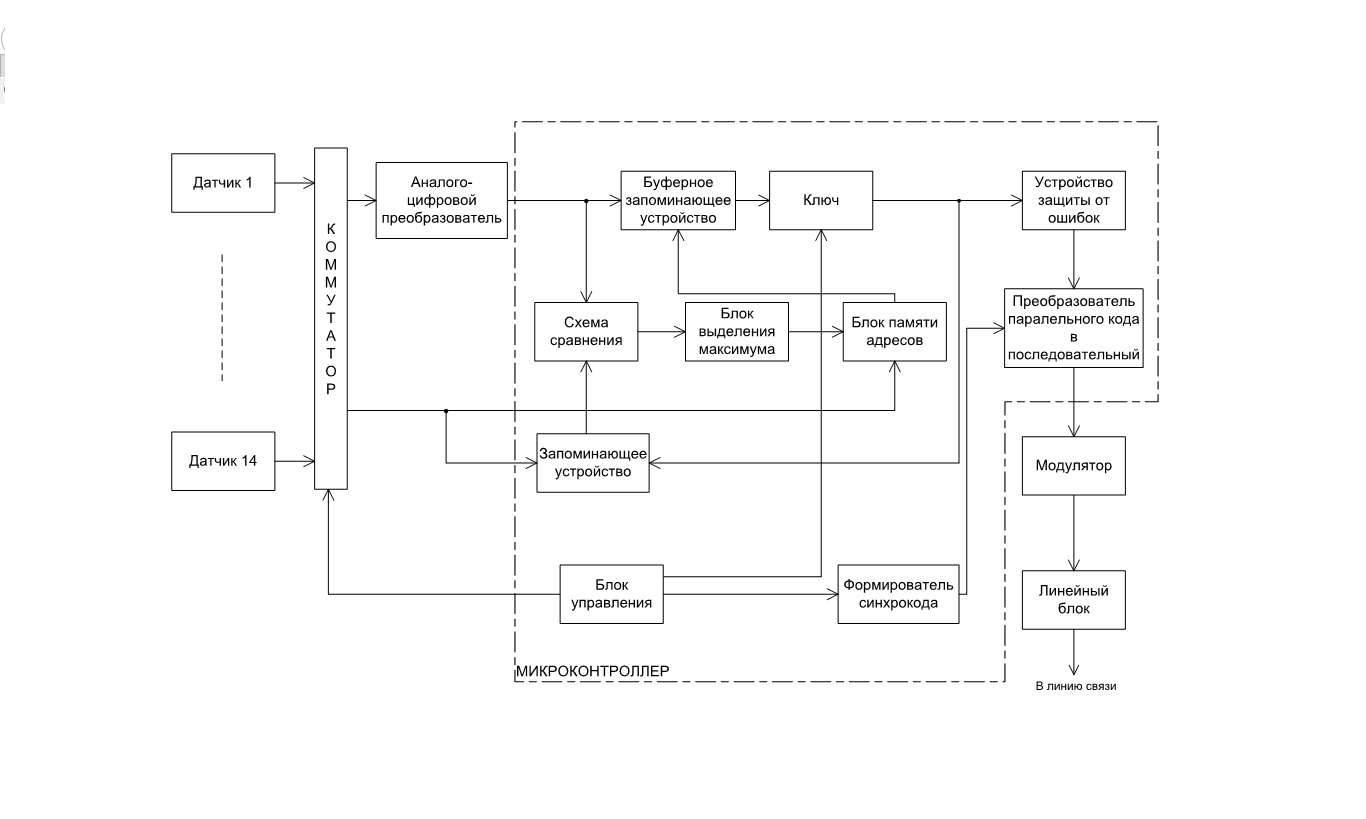 Датчик 1
Датчик 14
КОММУТАТОР
Аналого-
цифровой
преобразователь
Буферное
запоминающее
устройство
Ключ
Устройство
защиты от
ошибок
Схема
сравнения
Блок
выделения
максимума
Блок памяти
адресов
Преобразователь
паралельного кода
в
последовательный
Запоминающее
устройство
Модулятор
Блок
управления
Формирователь
синхрокода
Линейный
блок
МИКРОКОНТРОЛЛЕР
В линию связи